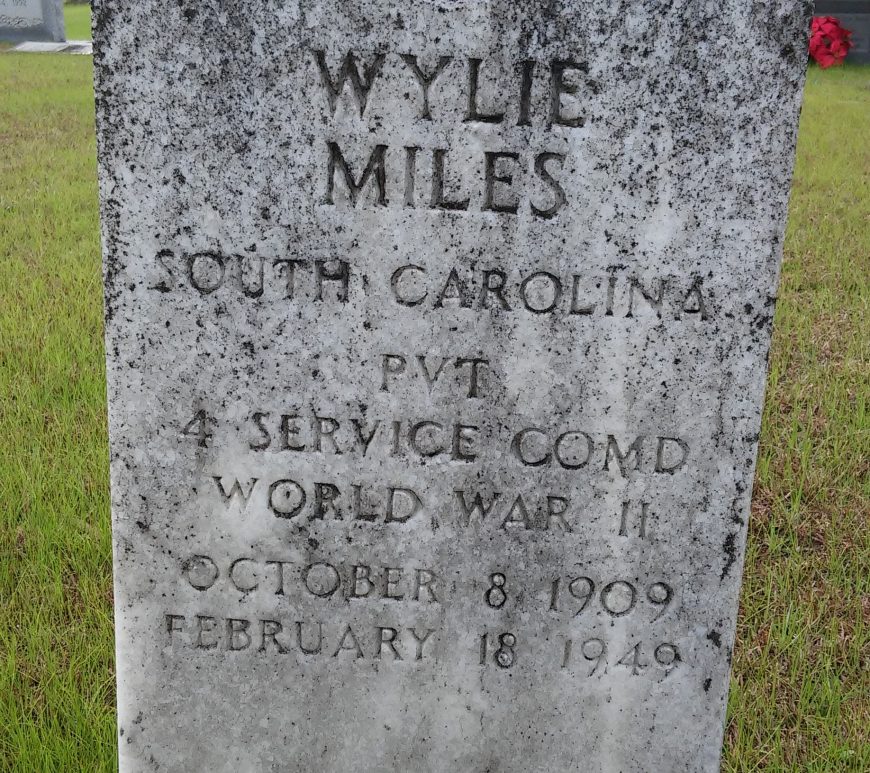 WYLIE
MILES
SOUTH CAROLINA
PVT
4 SERVICE COMD
WORLD WAR II
OCTOBER 8 1909
FEBRUARY 18 1949